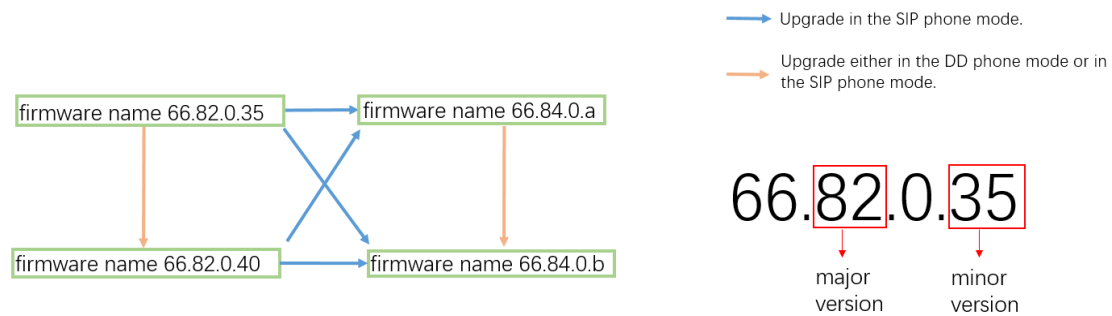 Upgrade in the SIP phone mode.
Upgrade either in the DD phone mode or in
the SIP phone mode.
firmware name 66.82.0.35
firmware name 66.84.0.a
firmware name 66.82.0.40
firmware name 66.84.0.b
66.82.0.35
major
version
minor
version